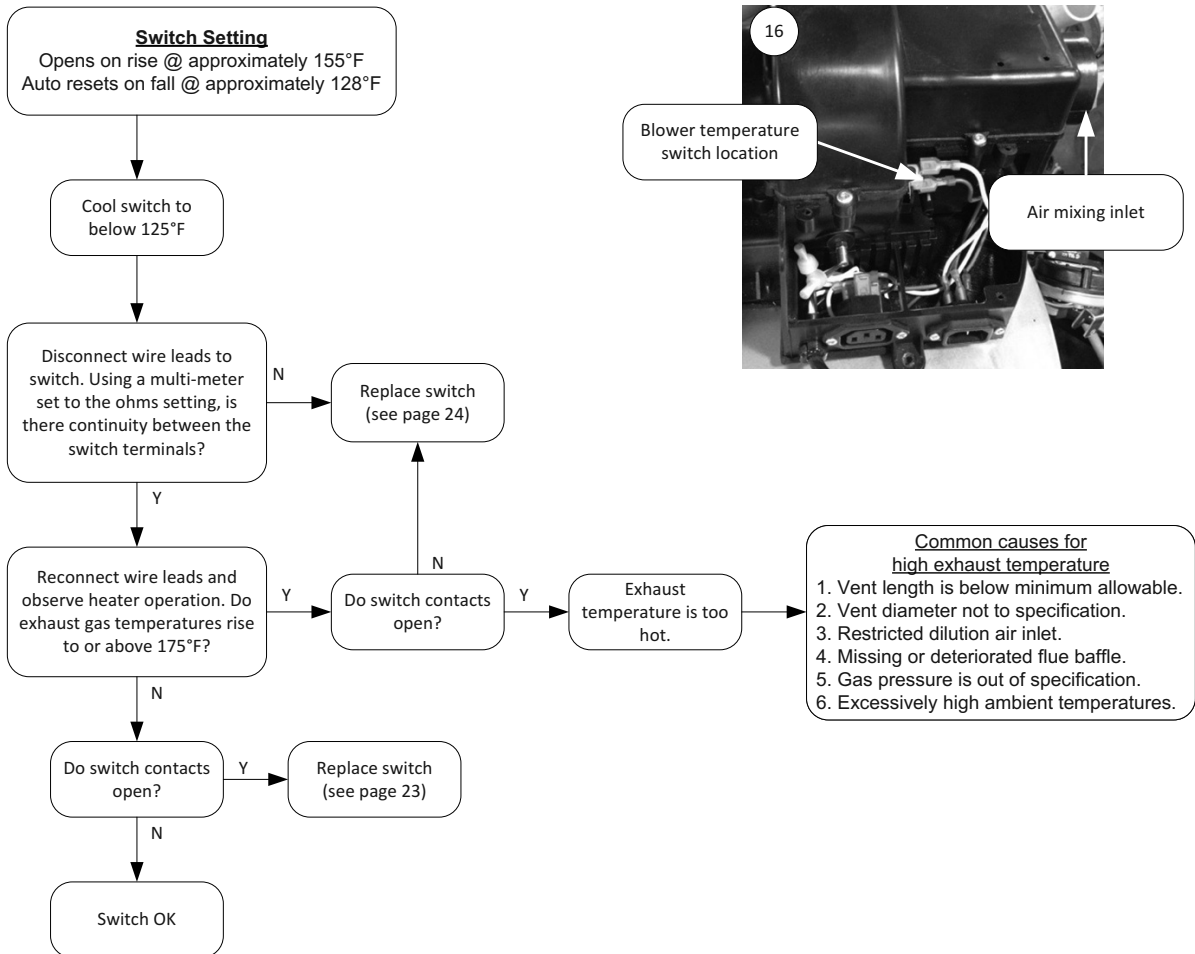 Switch Setting
Opens on rise @ approximately 155°F
Auto resets on fall @ approximately 128°F
16
Blower temperature
switch location
Air mixing inlet
Cool switch to
below 125°F
Disconnect wire leads to
switch. Using a multi-meter
set to the ohms setting, is
there continuity between the
switch terminals?
N
Replace switch
(see page 24)
Y
N
Reconnect wire leads and
observe heater operation. Do
exhaust gas temperatures rise
to or above 175°F?
Y
Do switch contacts
open?
Y
Exhaust
temperature is too
hot.
Common causes for
high exhaust temperature
1. Vent length is below minimum allowable.
2. Vent diameter not to specification.
3. Restricted dilution air inlet.
4. Missing or deteriorated flue baffle.
5. Gas pressure is out of specification.
6. Excessively high ambient temperatures.
N
Do switch contacts
open?
Y
Replace switch
(see page 23)
N
Switch OK